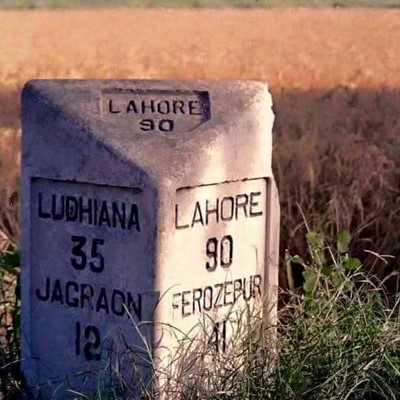 LAHORE
90
LUDHIANA
35
JAGRAON
12
LAHORE
90
FEROZEPUR
41